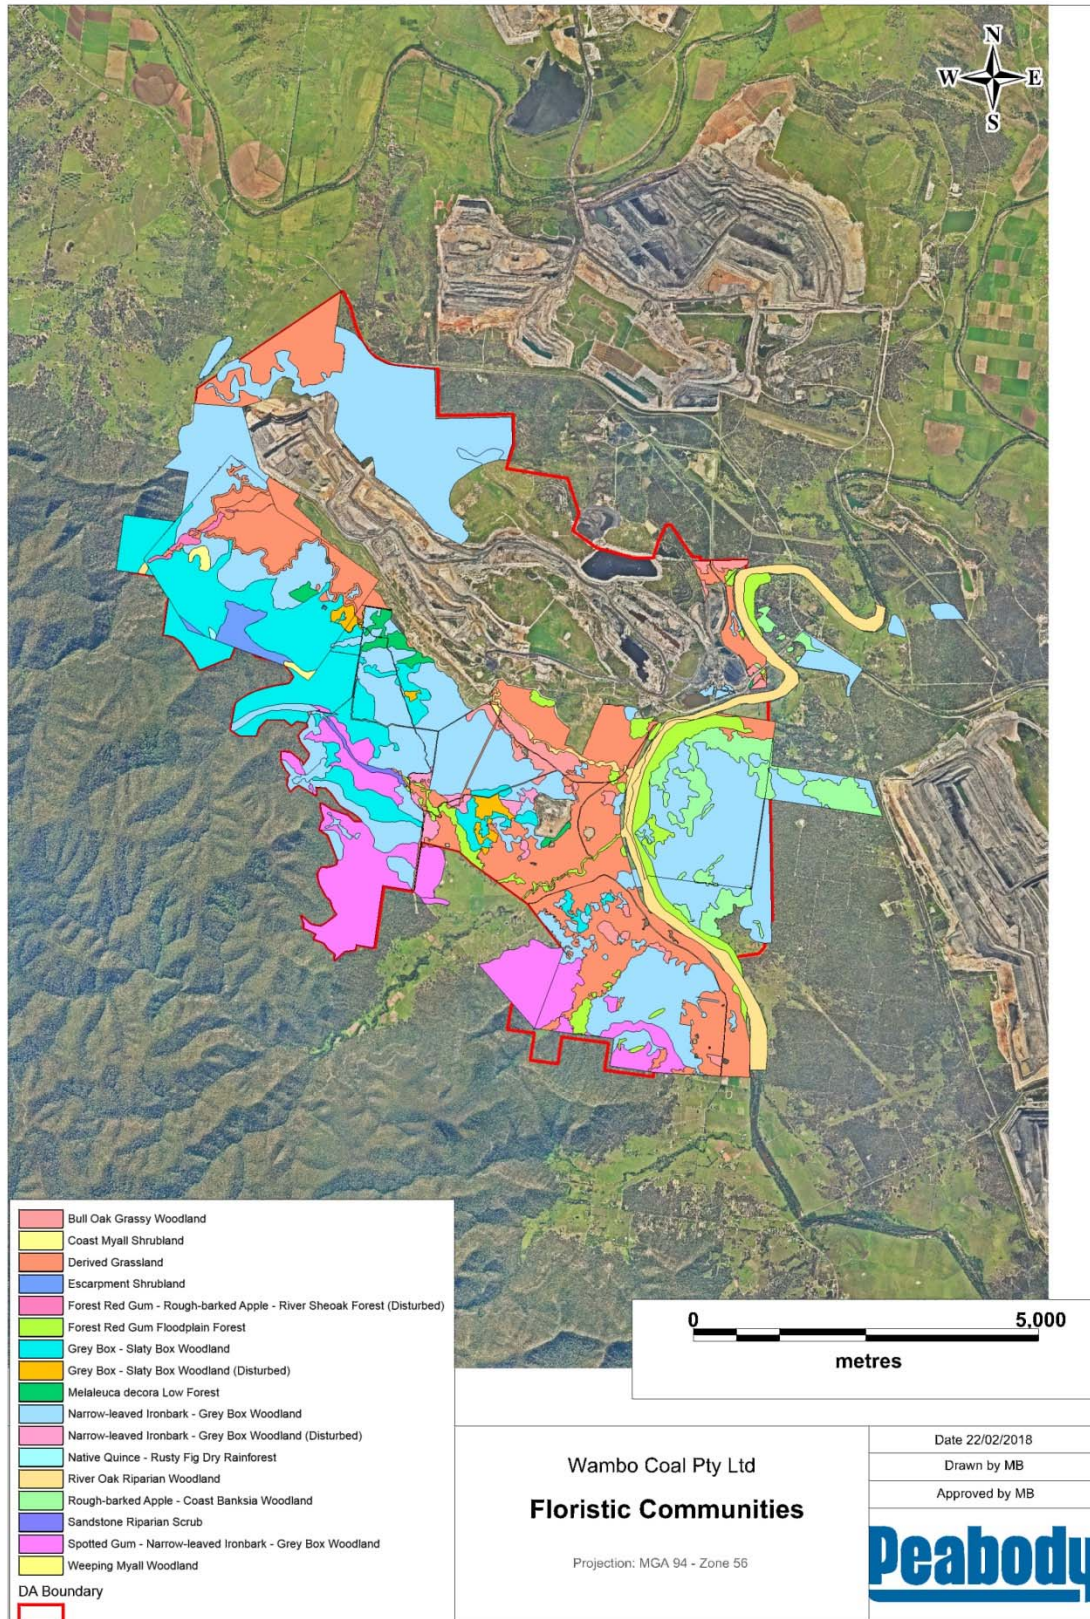 N
W E
S
Bull Oak Grassy Woodland
Coast Myall Shrubland
Derived Grassland
Escarpment Shrubland
Forest Red Gum - Rough-barked Apple - River Sheoak Forest (Disturbed)
Forest Red Gum Floodplain Forest
Grey Box - Slaty Box Woodland
Grey Box - Slaty Box Woodland (Disturbed)
Melaleuca decora Low Forest
Narrow-leaved Ironbark - Grey Box Woodland
Narrow-leaved Ironbark - Grey Box Woodland (Disturbed)
Native Quince - Rusty Fig Dry Rainforest
River Oak Riparian Woodland
Rough-barked Apple - Coast Banksia Woodland
Sandstone Riparian Scrub
Spotted Gum - Narrow-leaved Ironbark - Grey Box Woodland
Weeping Myall Woodland
DA Boundary
0 5,000
metres
Wambo Coal Pty Ltd
Floristic Communities
Projection: MGA 94 - Zone 56
Date 22/02/2018
Drawn by MB
Approved by MB
Peabody